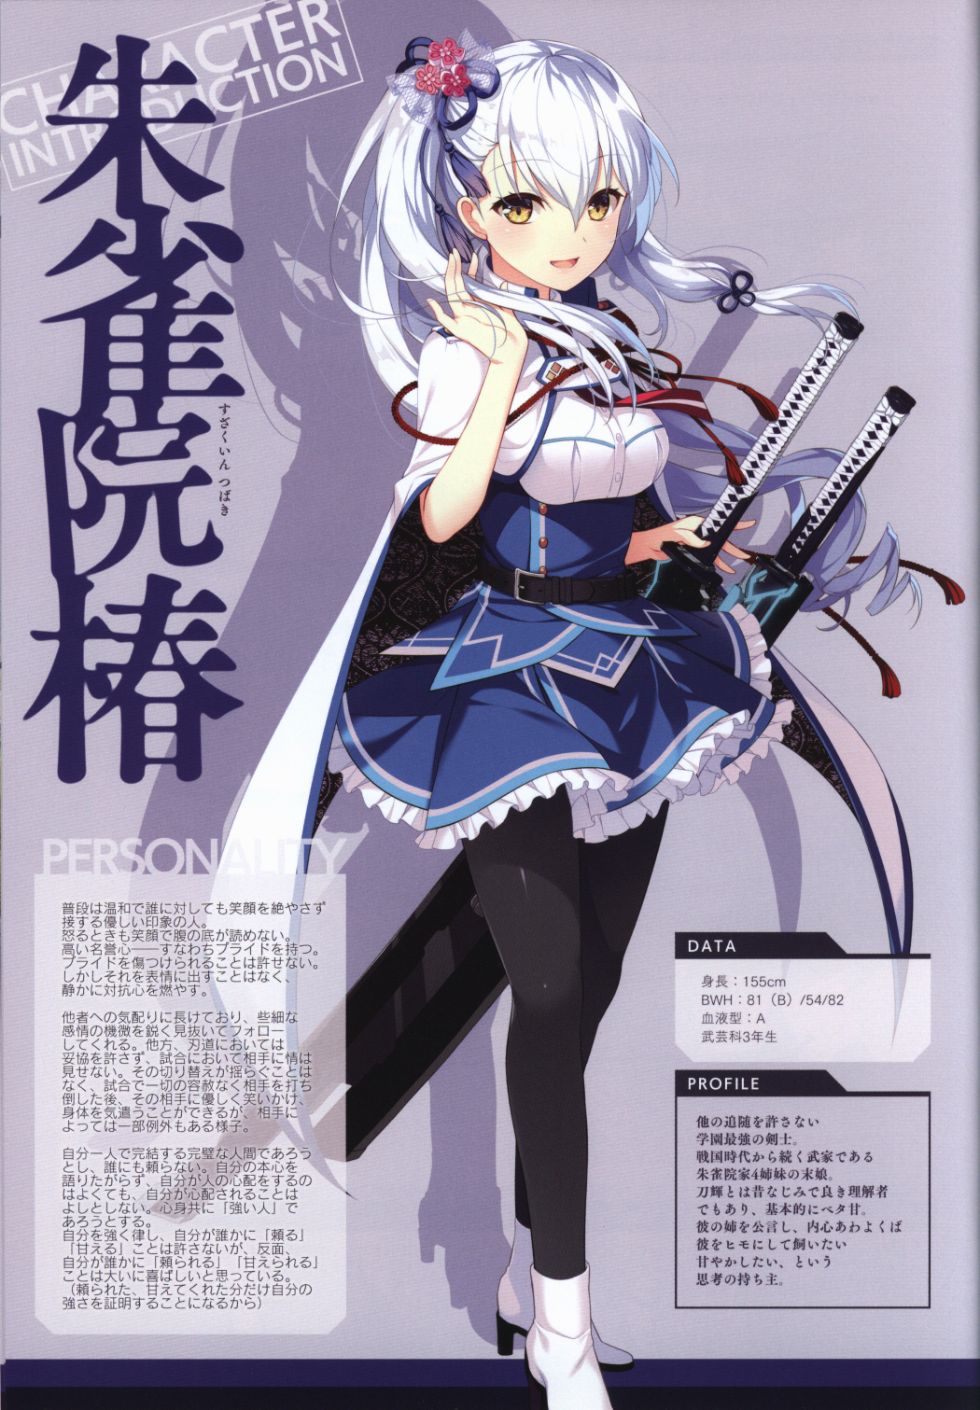 CHARACTER
INTRODUCTION
朱雀院椿
すざくいん つばき
PERSONALITY
普段は温和で誰に対しても笑顔を絶やさず
接する優しい印象の人。
怒るときも笑顔で腹の底が読めない。
高い名誉心――すなわちプライドを持つ。
プライドを傷つけられることは許せない。
しかしそれを表情に出すことはなく、
静かに対抗心を燃やす。
他者への気配りに長けており、些細な
感情の機微を鋭く見抜いてフォロー
してくれる。他方、刃道においては
妥協を許さず、試合において相手に情は
見せない。その切り替えが揺らぐことは
なく、試合で一切の容赦なく相手を打ち
倒した後、その相手に優しく笑いかけ、
身体を気遣うことができるが、相手に
よっては一部例外もある様子。
自分一人で完結する完璧な人間であろう
とし、誰にも頼らない。自分の本心を
語りたがらず、自分が人の心配をするの
はよくても、自分が心配されることは
よしとしない。心身共に「強い人」で
あろうとする。
自分を強く律し、自分が誰かに「頼る」
「甘える」ことは許さないが、反面、
自分が誰かに「頼られる」「甘えられる」
ことは大いに喜ばしいと思っている。
（頼られた、甘えてくれた分だけ自分の
強さを証明することになるから）
DATA
身長：155cm
BWH：81（B）/54/82
血液型：A
武芸科3年生
PROFILE
他の追随を許さない
学園最強の剣士。
戦国時代から続く武家である
朱雀院家4姉妹の末娘。
刀輝とは昔なじみで良き理解者
でもあり、基本的にベタ甘。
彼の姉を公言し、内心あわよくば
彼をヒモにして飼いたい
甘やかしたい、という
思考の持ち主。